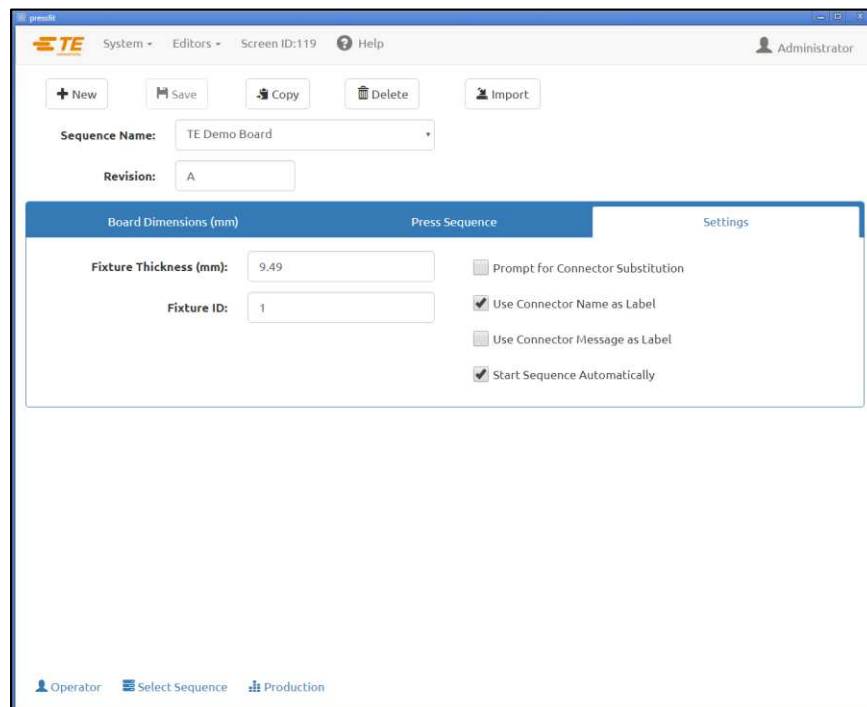 pressfit
TE System Editors Screen ID:119 Help Administrator
New Save Copy Delete Import
Sequence Name: TE Demo Board
Revision: A
Board Dimensions (mm) Press Sequence Settings
Fixture Thickness (mm): 9.49 Prompt for Connector Substitution
Fixture ID: 1 Use Connector Name as Label
Use Connector Message as Label
Start Sequence Automatically
Operator Select Sequence Production